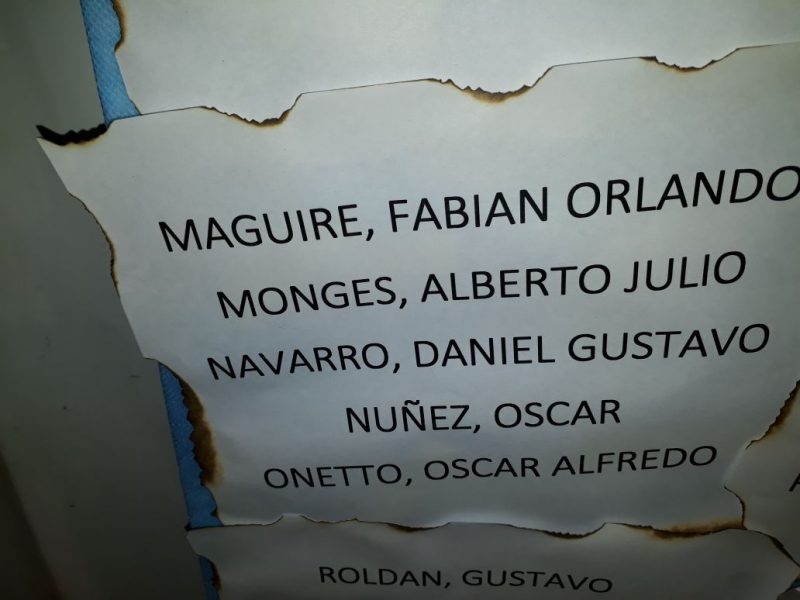 MAGUIRE, FABIAN ORLANDO
MONGES, ALBERTO JULIO
NAVARRO, DANIEL GUSTAVO
NUÑEZ, OSCAR
ONETTO, OSCAR ALFREDO
ROLDAN, GUSTAVO